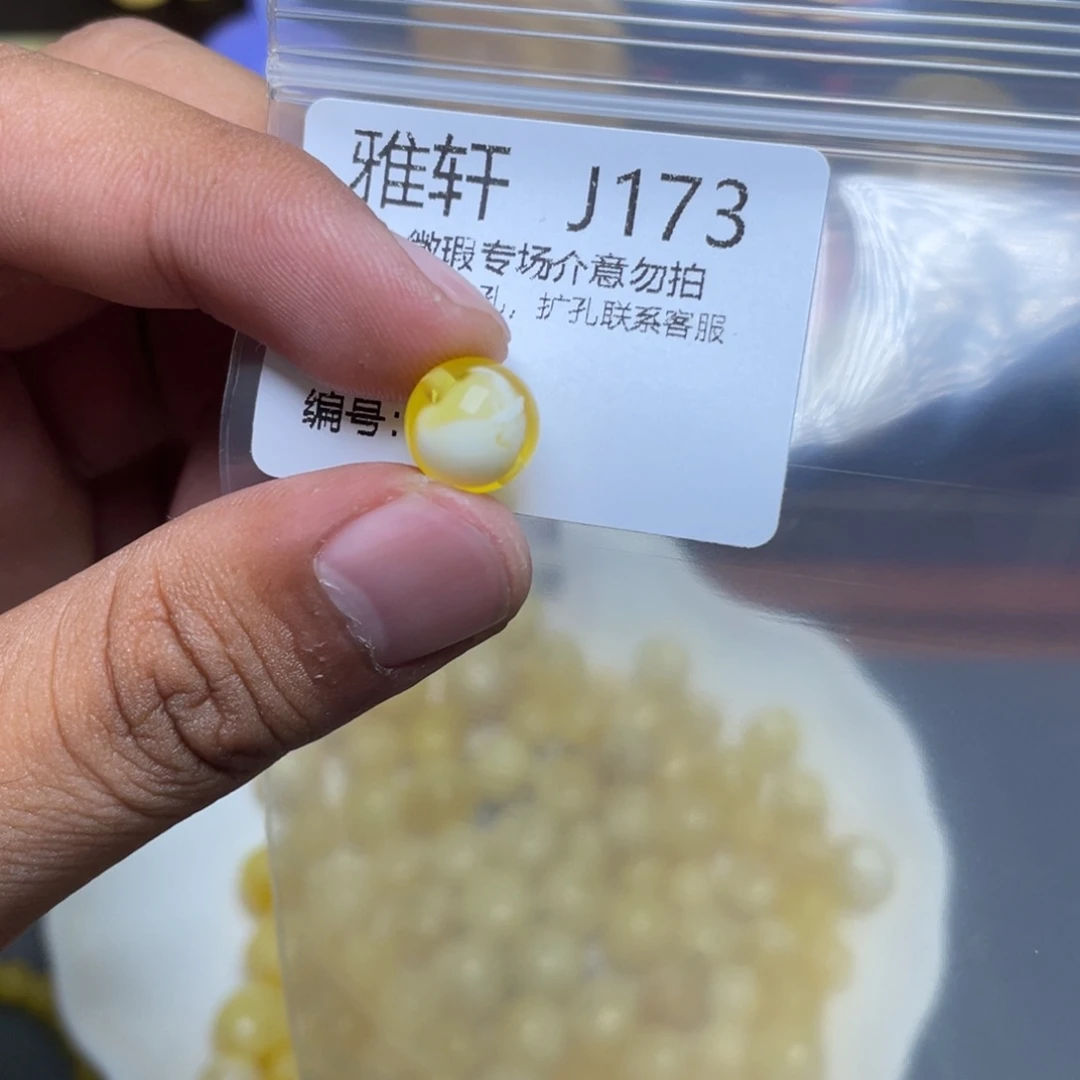 雅轩 J173
微瑕专场介意勿拍
孔，扩孔联系客服
编号：